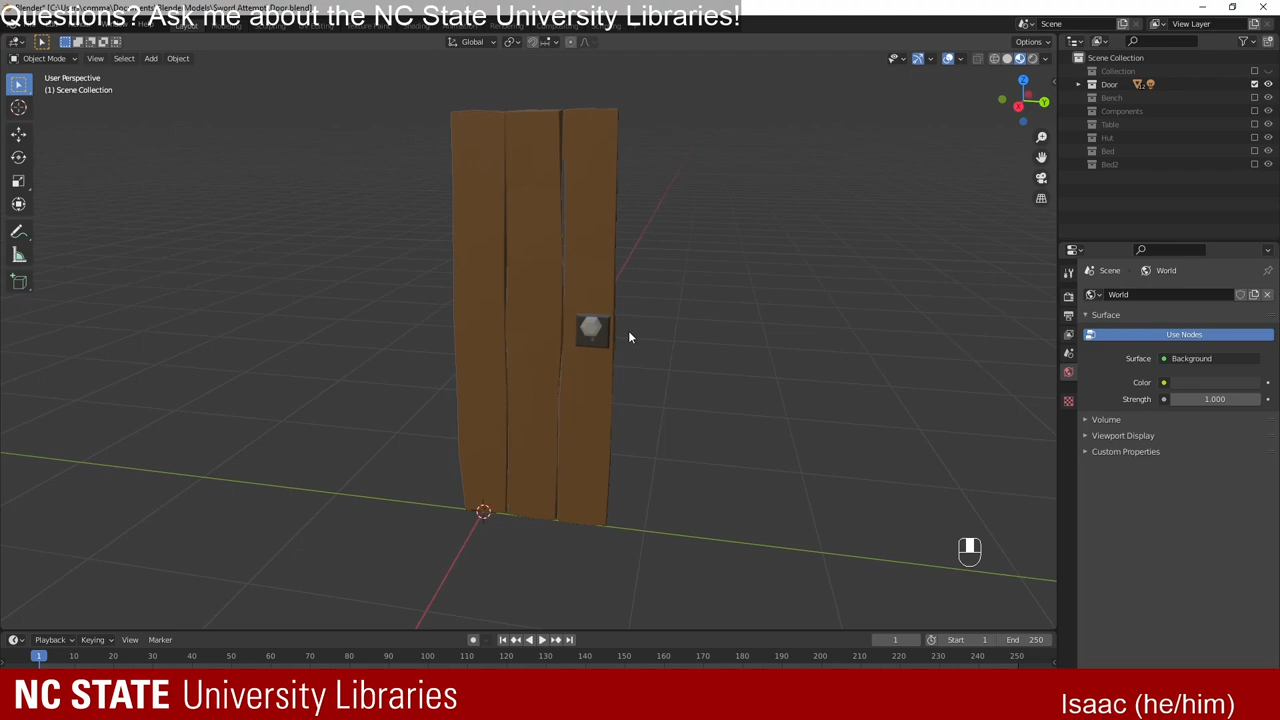 Questions? Ask me about the NC State University Libraries!
Options
Global
Scene
View Layer
Object Mode
View
Select
Add
Object
User Perspective
(1) Scene Collection
Z
Y
X
Scene Collection
Collection
Door
12
Bench
Components
Table
Hut
Bed
Bed2
Scene
World
World
Surface
Use Nodes
Surface
Background
Color
Strength
1.000
Volume
Viewport Display
Custom Properties
Playback
Keying
View
Marker
1
Start
1
End
250
1
10
20
30
40
50
60
70
80
90
100
110
120
130
140
150
160
170
180
190
200
210
220
230
240
250
NC STATE University Libraries
Isaac (he/him)